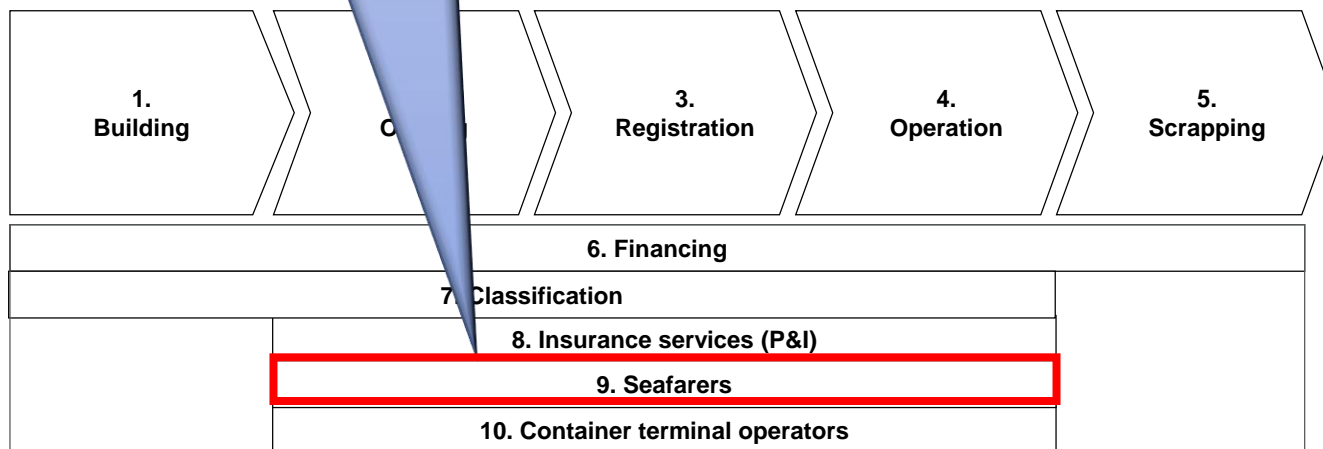 1.
Building
3.
Registration
4.
Operation
5.
Scrapping
6. Financing
7. Classification
8. Insurance services (P&I)
9. Seafarers
10. Container terminal operators